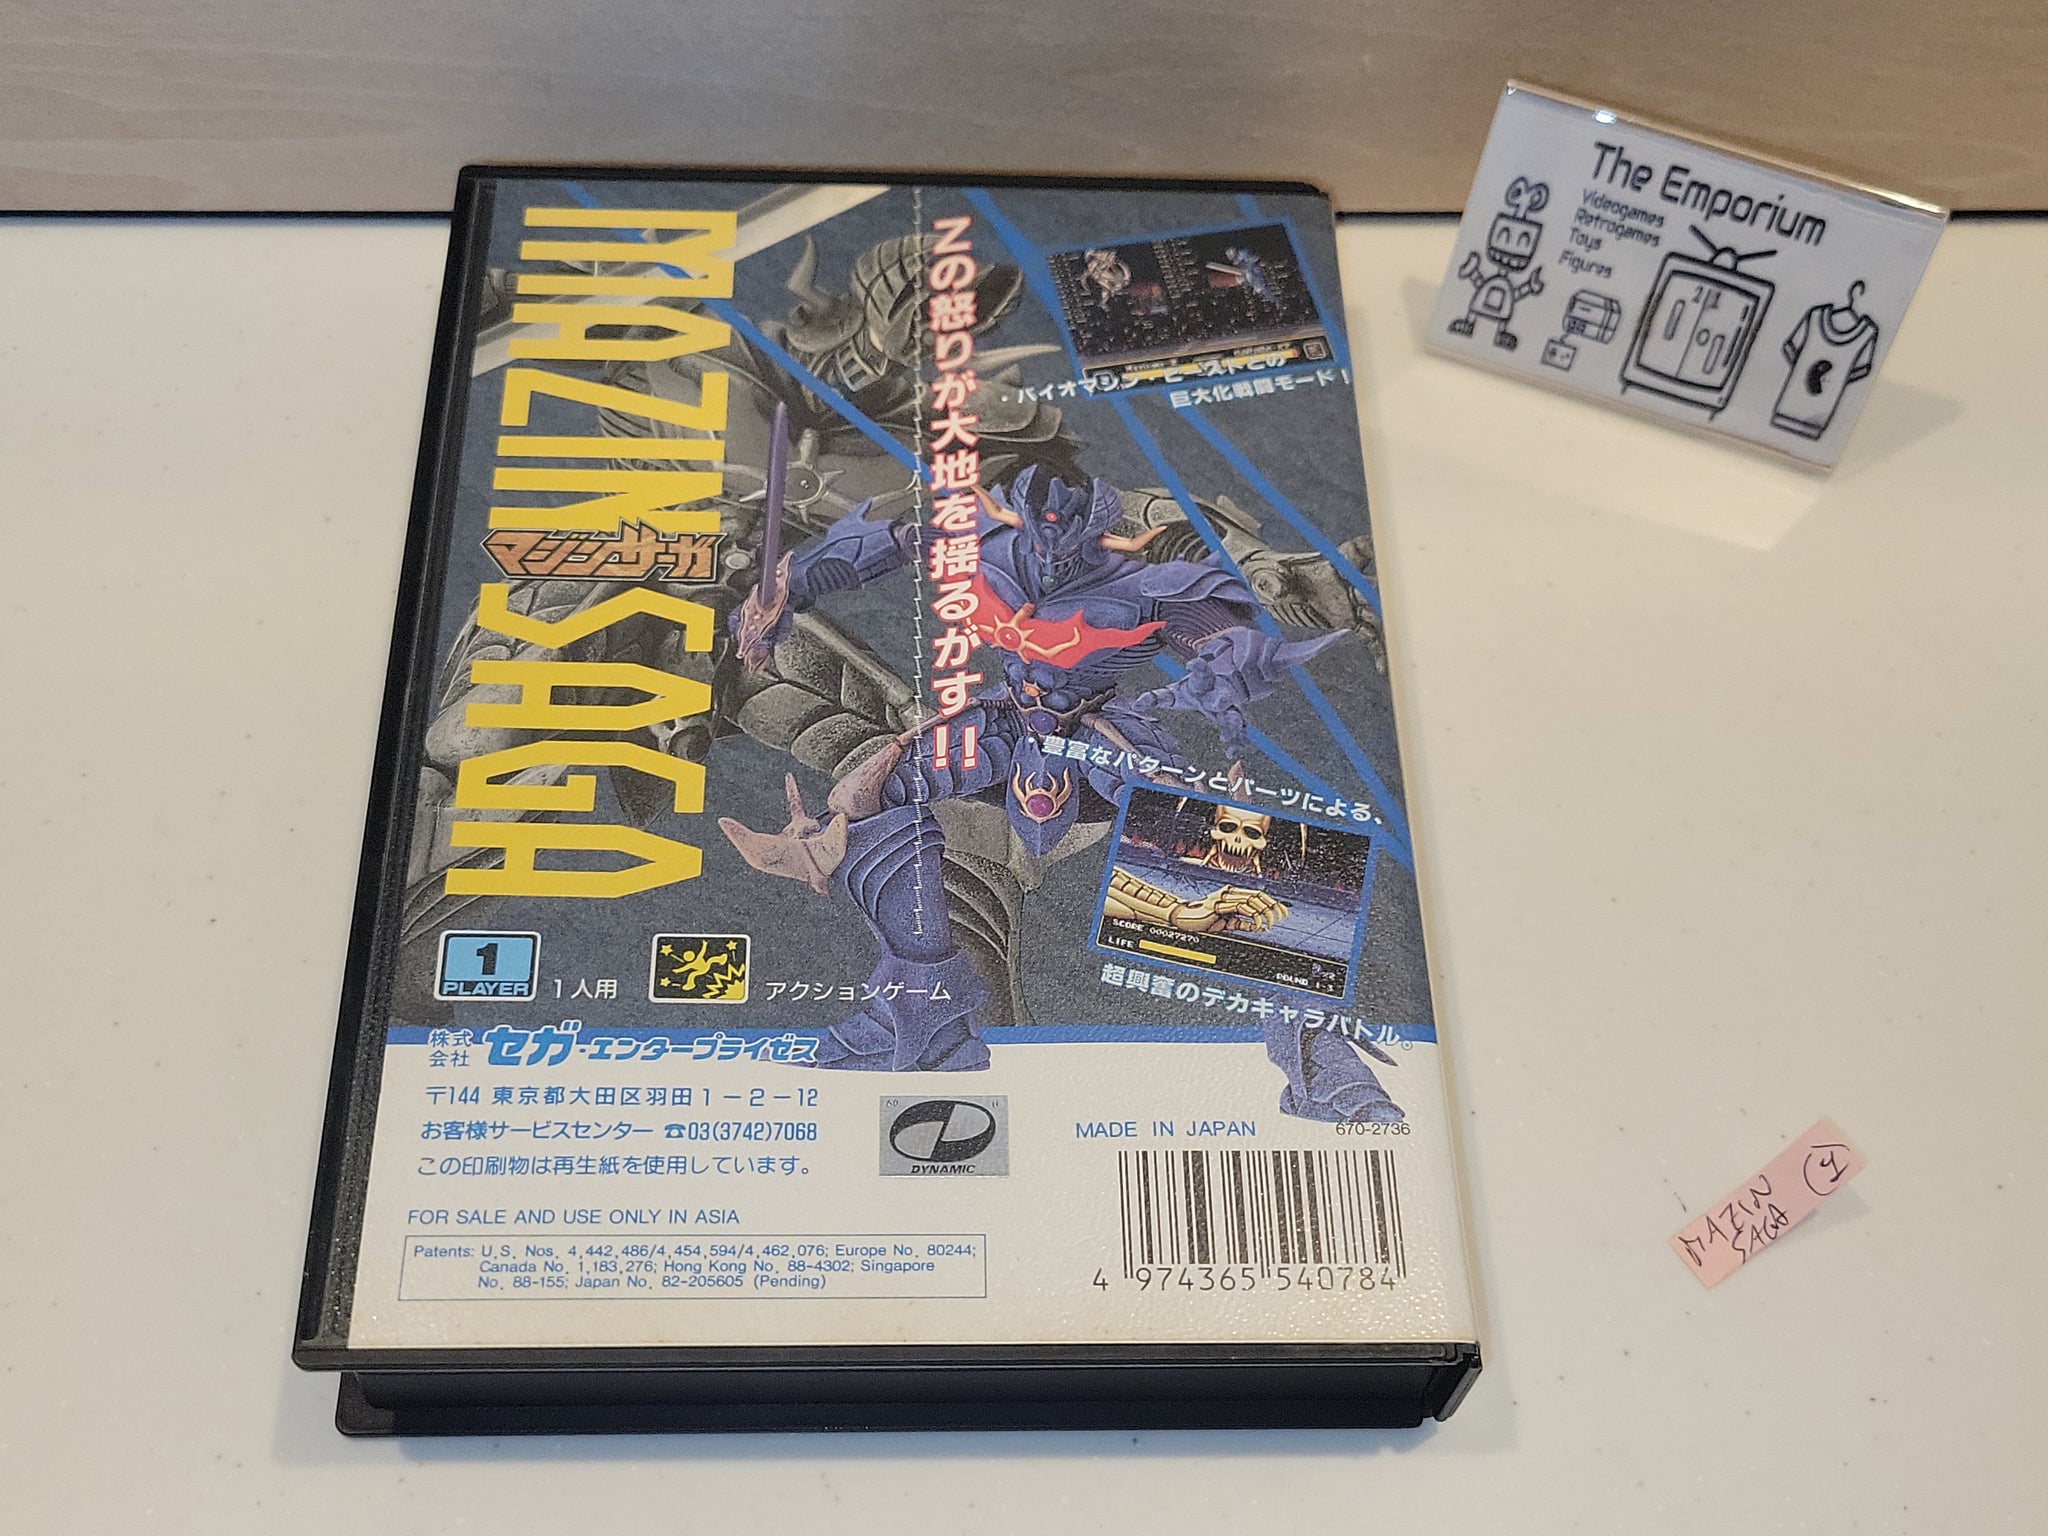 The Emporium
Videogames
Retrogames
Toys
Figures
MAZIN SAGA
マジンサーガ
Zの怒りが大地を揺るがす!!
・バイオマシン・ビーストとの
巨大化戦闘モード!
・豊富なパターンとパーツによる、
SCORE 00027270
LIFE
ROUND 1-3
超興奮のデカキャラバトル。
1
PLAYER
1人用
アクションゲーム
株式会社 セガ・エンタープライゼス
〒144 東京都大田区羽田1-2-12
お客様サービスセンター ☎03(3742)7068
この印刷物は再生紙を使用しています。
DYNAMIC
MADE IN JAPAN
670-2736
FOR SALE AND USE ONLY IN ASIA
Patents: U.S. Nos. 4,442,486/4,454,594/4,462,076; Europe No. 80244;
Canada No. 1,183,276; Hong Kong No. 88-4302; Singapore
No. 88-155; Japan No. 82-205605 (Pending)
4 974365 540784
MAZIN
SAGA